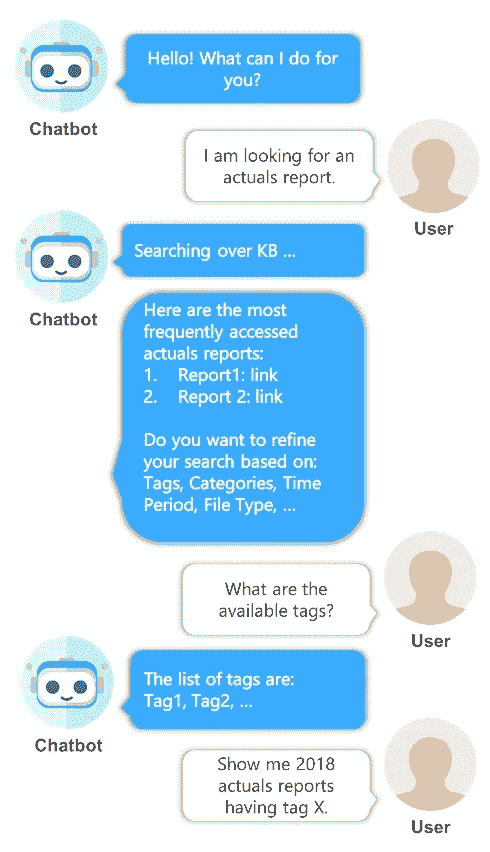 Hello! What can I do for
you?
Chatbot
I am looking for an
actuals report.
User
Searching over KB ...
Chatbot
Here are the most
frequently accessed
actuals reports:
1. Report1: link
2. Report 2: link
Do you want to refine
your search based on:
Tags, Categories, Time
Period, File Type, ...
What are the
available tags?
User
The list of tags are:
Tag1, Tag2, ...
Chatbot
Show me 2018
actuals reports
having tag X.
User